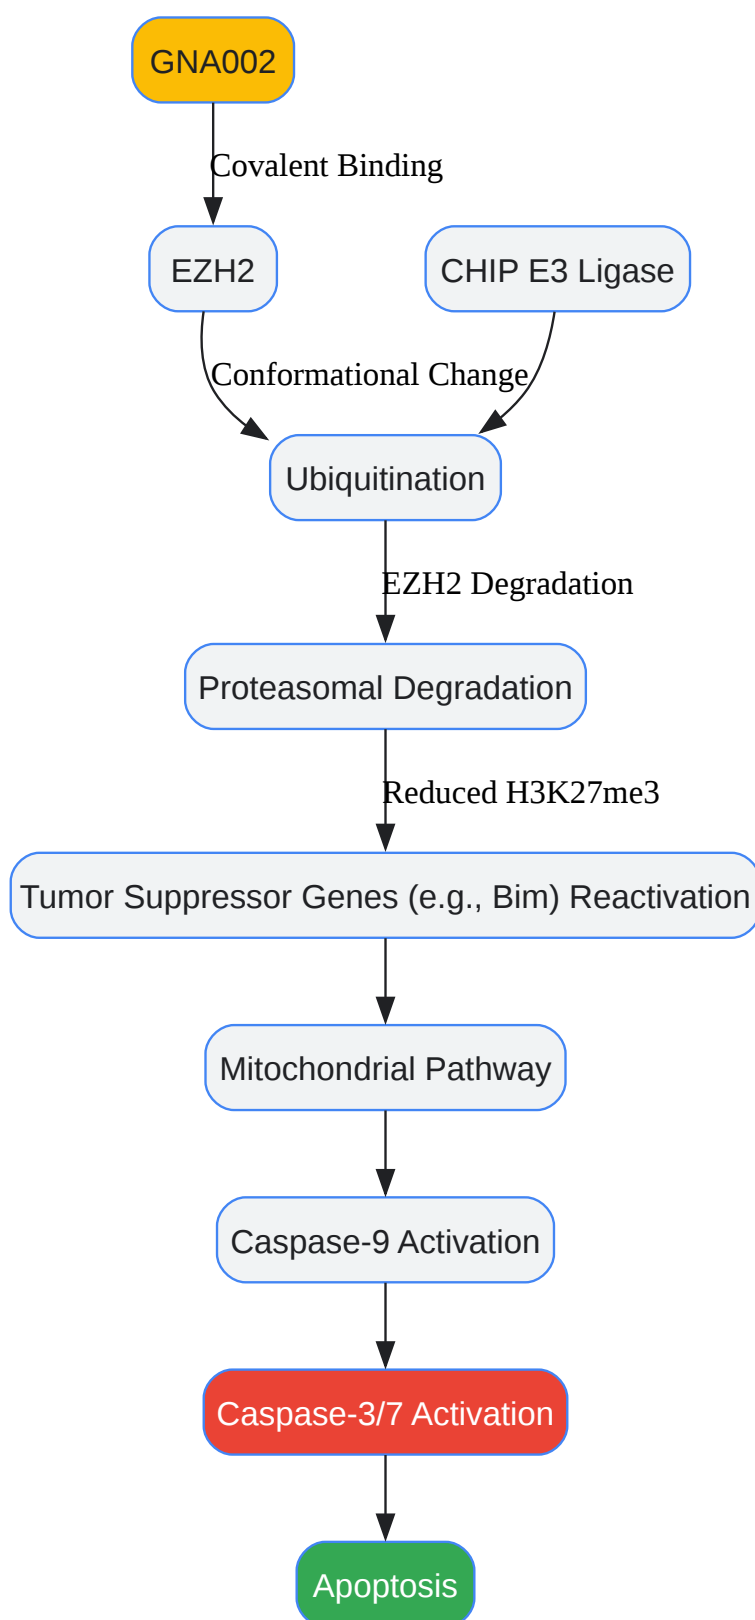 GNA002
Covalent Binding
EZH2
CHIP E3 Ligase
Conformational Change
Ubiquitination
EZH2 Degradation
Proteasomal Degradation
Reduced H3K27me3
Tumor Suppressor Genes (e.g., Bim) Reactivation
Mitochondrial Pathway
Caspase-9 Activation
Caspase-3/7 Activation
Apoptosis